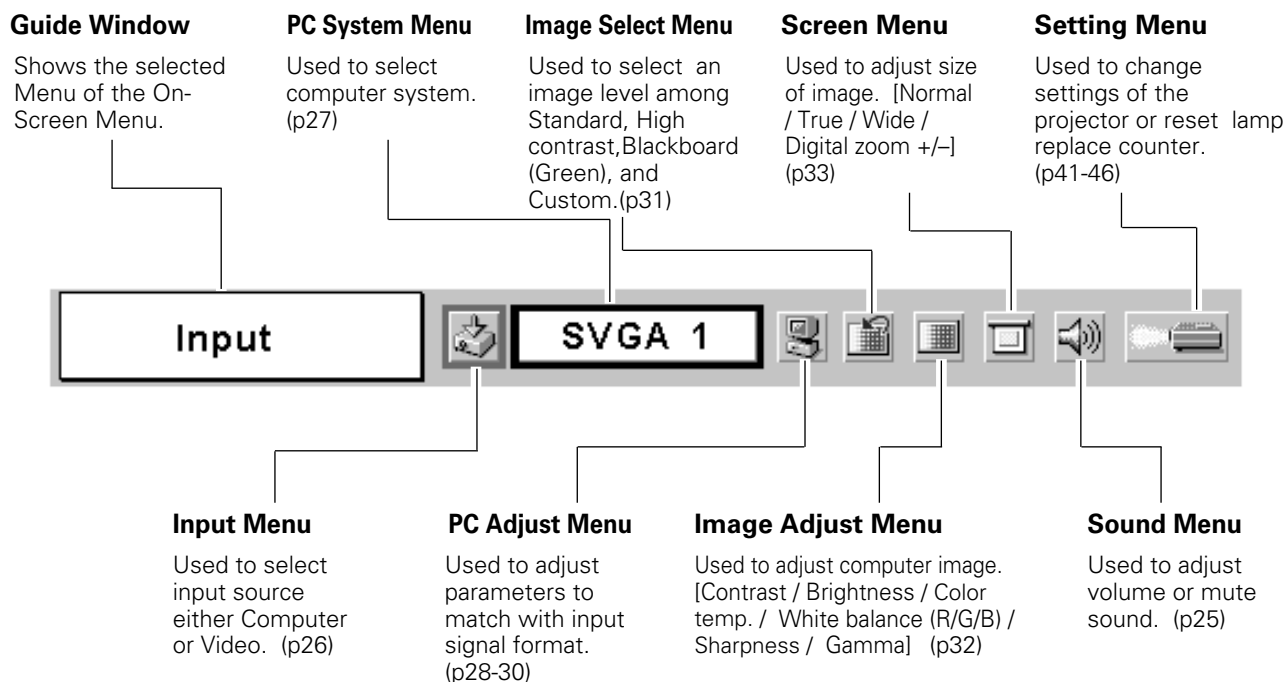 Guide Window
Shows the selected
Menu of the On-
Screen Menu.
PC System Menu
Used to select
computer system.
(p27)
Image Select Menu
Used to select an
image level among
Standard, High
contrast,Blackboard
(Green), and
Custom.(p31)
Screen Menu
Used to adjust size
of image. [Normal
/ True / Wide /
Digital zoom +/–]
(p33)
Setting Menu
Used to change
settings of the
projector or reset lamp
replace counter.
(p41-46)
Input
SVGA 1
Input Menu
Used to select
input source
either Computer
or Video. (p26)
PC Adjust Menu
Used to adjust
parameters to
match with input
signal format.
(p28-30)
Image Adjust Menu
Used to adjust computer image.
[Contrast / Brightness / Color
temp. / White balance (R/G/B) /
Sharpness / Gamma] (p32)
Sound Menu
Used to adjust
volume or mute
sound. (p25)